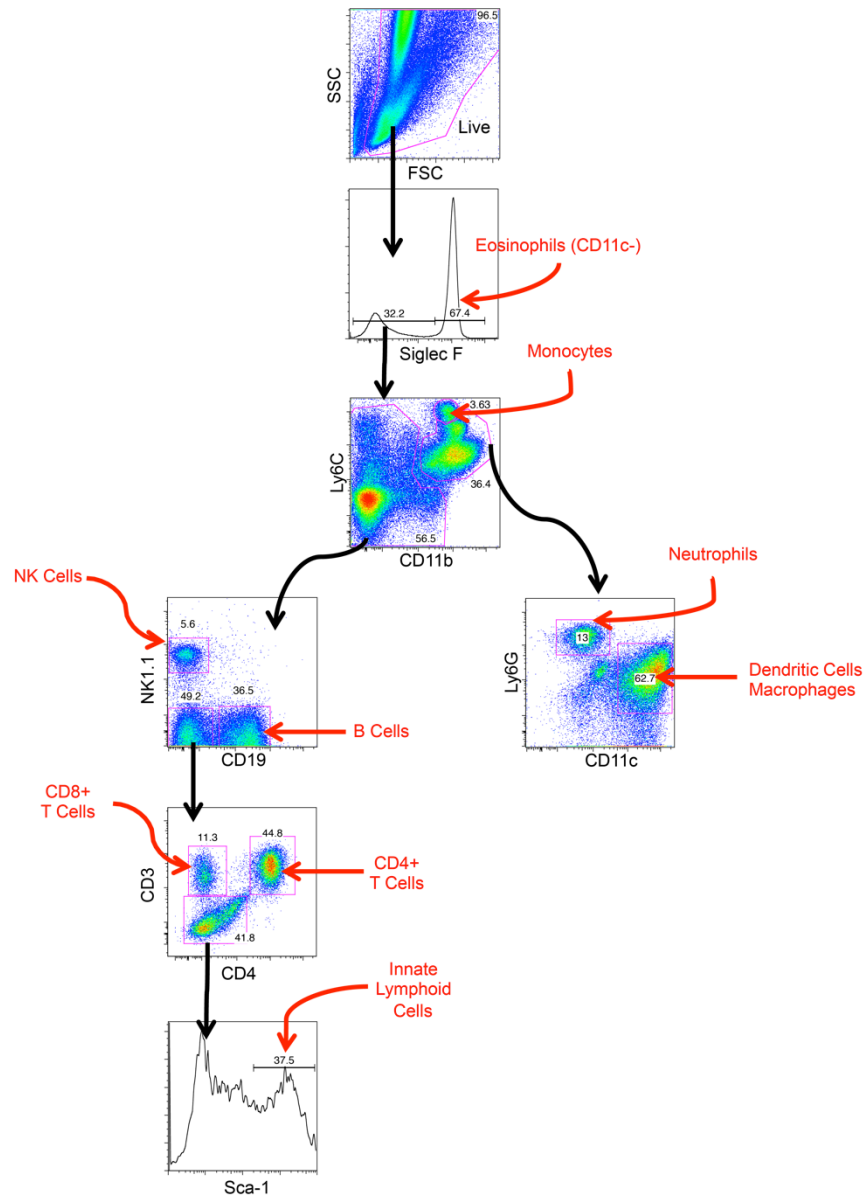 96.5
SSC
Live
FSC
Eosinophils (CD11c-)
32.2
67.4
Siglec F
Monocytes
3.63
Ly6C
36.4
56.5
CD11b
Neutrophils
NK Cells
5.6
NK1.1
49.2
36.5
B Cells
CD19
13
Ly6G
62.7
Dendritic Cells
Macrophages
CD11c
CD8+
T Cells
11.3
44.8
CD3
CD4+
T Cells
41.8
CD4
Innate
Lymphoid
Cells
37.5
Sca-1